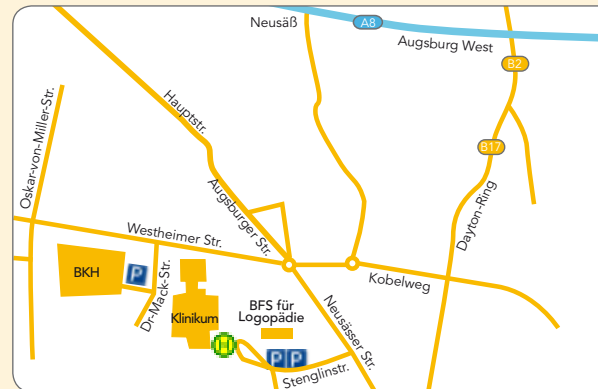 Neusäß
A8
Augsburg West
B2
Hauptstr.
Oskar-von-Miller-Str.
B17
Augsburger Str.
Dayton-Ring
Westheimer Str.
BKH
P
Dr-Mack-Str.
Kobelweg
Klinikum
BFS für
Logopädie
Neusässer Str.
H
P P
Stenglinstr.